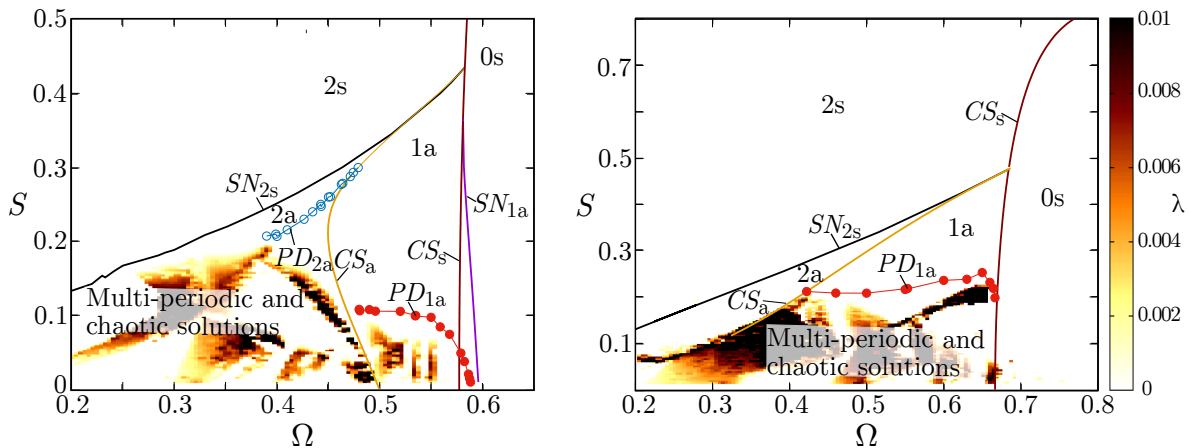 0.5
0.4
0.3
0.2
0.1
0
S
0.2
0.3
0.4
0.5
0.6
Ω
2s
0s
1a
SN2s
2a
PD2a
CSa
CSs
SN1a
PD1a
Multi-periodic and
chaotic solutions
0.7
0.5
0.3
0.1
S
0.2
0.3
0.4
0.5
0.6
0.7
0.8
Ω
2s
CSs
0s
1a
SN2s
2a
PD1a
CSa
Multi-periodic and
chaotic solutions
0.01
0.008
0.006
0.004
0.002
0
λ